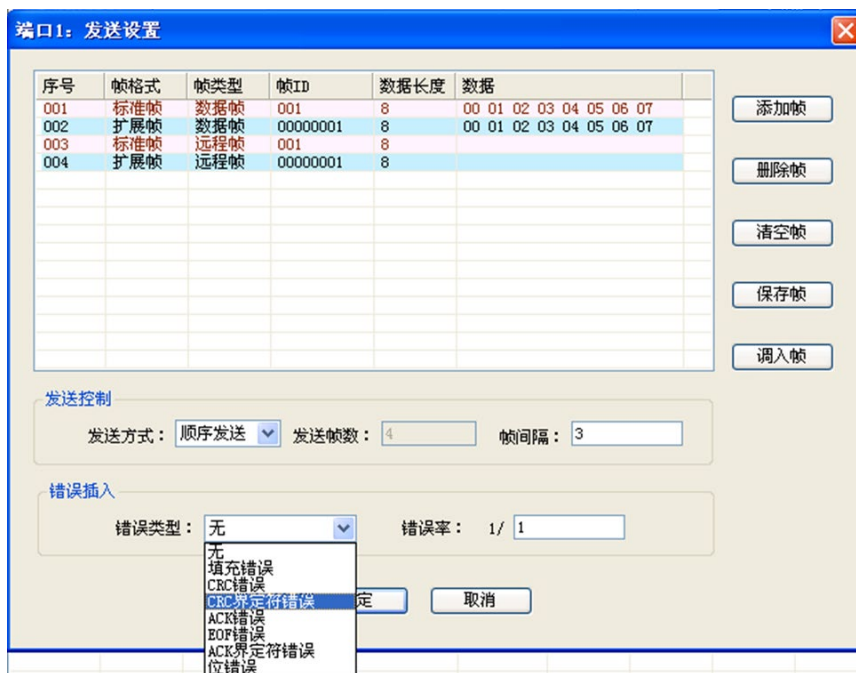 端口1：发送设置
序号 帧格式 帧类型 帧ID 数据长度 数据
001 标准帧 数据帧 001 8 00 01 02 03 04 05 06 07
002 扩展帧 数据帧 00000001 8 00 01 02 03 04 05 06 07
003 标准帧 远程帧 001 8
004 扩展帧 远程帧 00000001 8
添加帧
删除帧
清空帧
保存帧
调入帧
发送控制
发送方式： 顺序发送 发送帧数： 4 帧间隔： 3
错误插入
错误类型： 无 错误率： 1/ 1
无
填充错误
CRC错误
CRC界定符错误
ACK错误
EOF错误
ACK界定符错误
位错误
定 取消